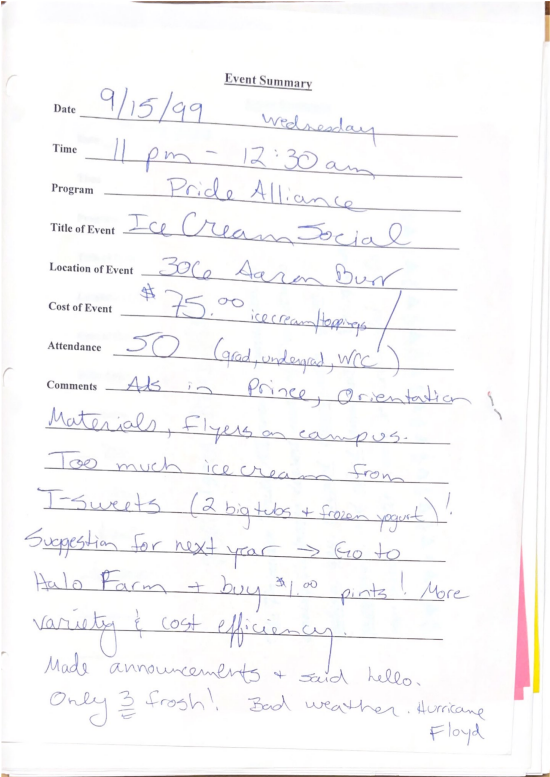 Event Summary
Date 9/15/99 Wednesday
Time 11 pm - 12:30 am
Program Pride Alliance
Title of Event Ice Cream Social
Location of Event 306 Aaron Burr
Cost of Event $75.00 icecream/toppings
Attendance 50 (grad, undergrad, WCC)
Comments Ads in Prince, Orientation
Materials, Flyers on campus.
Too much ice cream from
T-Sweets (2 big tubs + frozen yogurt)!
Suggestion for next year → Go to
Halo Farm + buy $1.00 pints! More
variety & cost efficiency.
Made announcements + said hello.
Only 3 frosh! Bad weather. Hurricane
Floyd